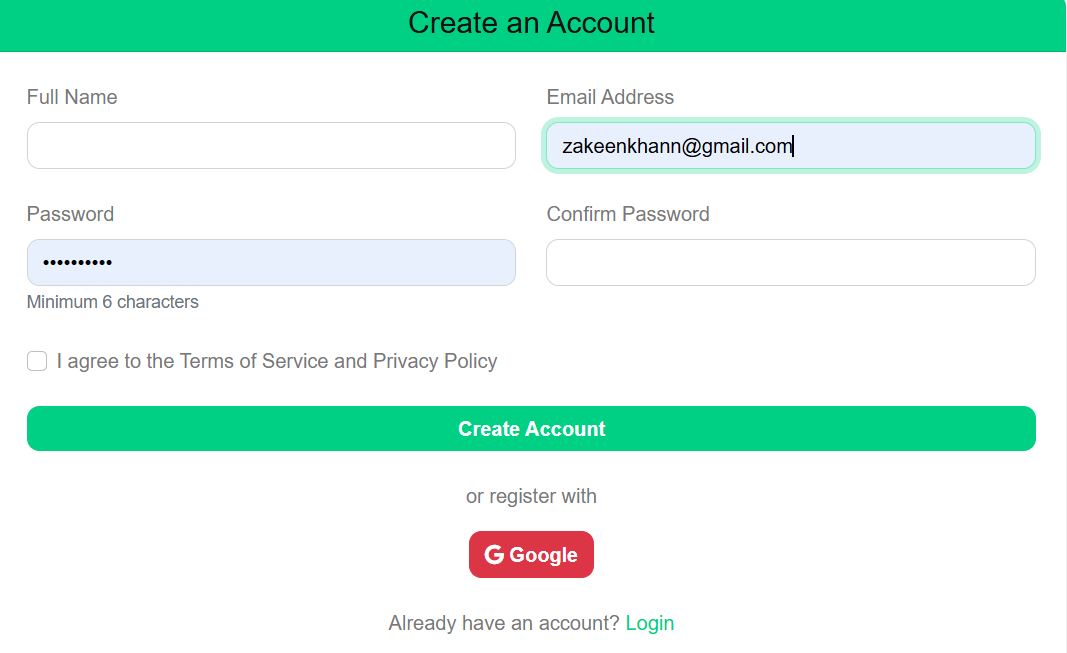 Create an Account
Full Name
Email Address
zakeenkhann@gmail.com
Password
Confirm Password
••••••••••
Minimum 6 characters
I agree to the Terms of Service and Privacy Policy
Create Account
or register with
G Google
Already have an account? Login